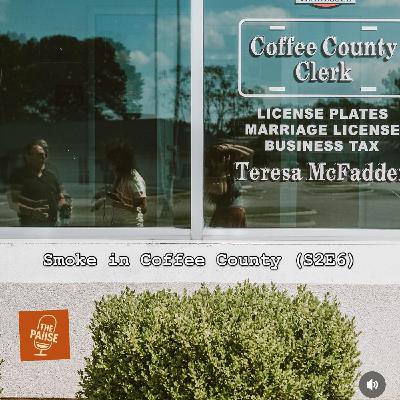 Coffee County
Clerk
LICENSE PLATES
MARRIAGE LICENSE
BUSINESS TAX
Teresa McFadden
Smoke in Coffee County (S2E6)
THE
PAUSE